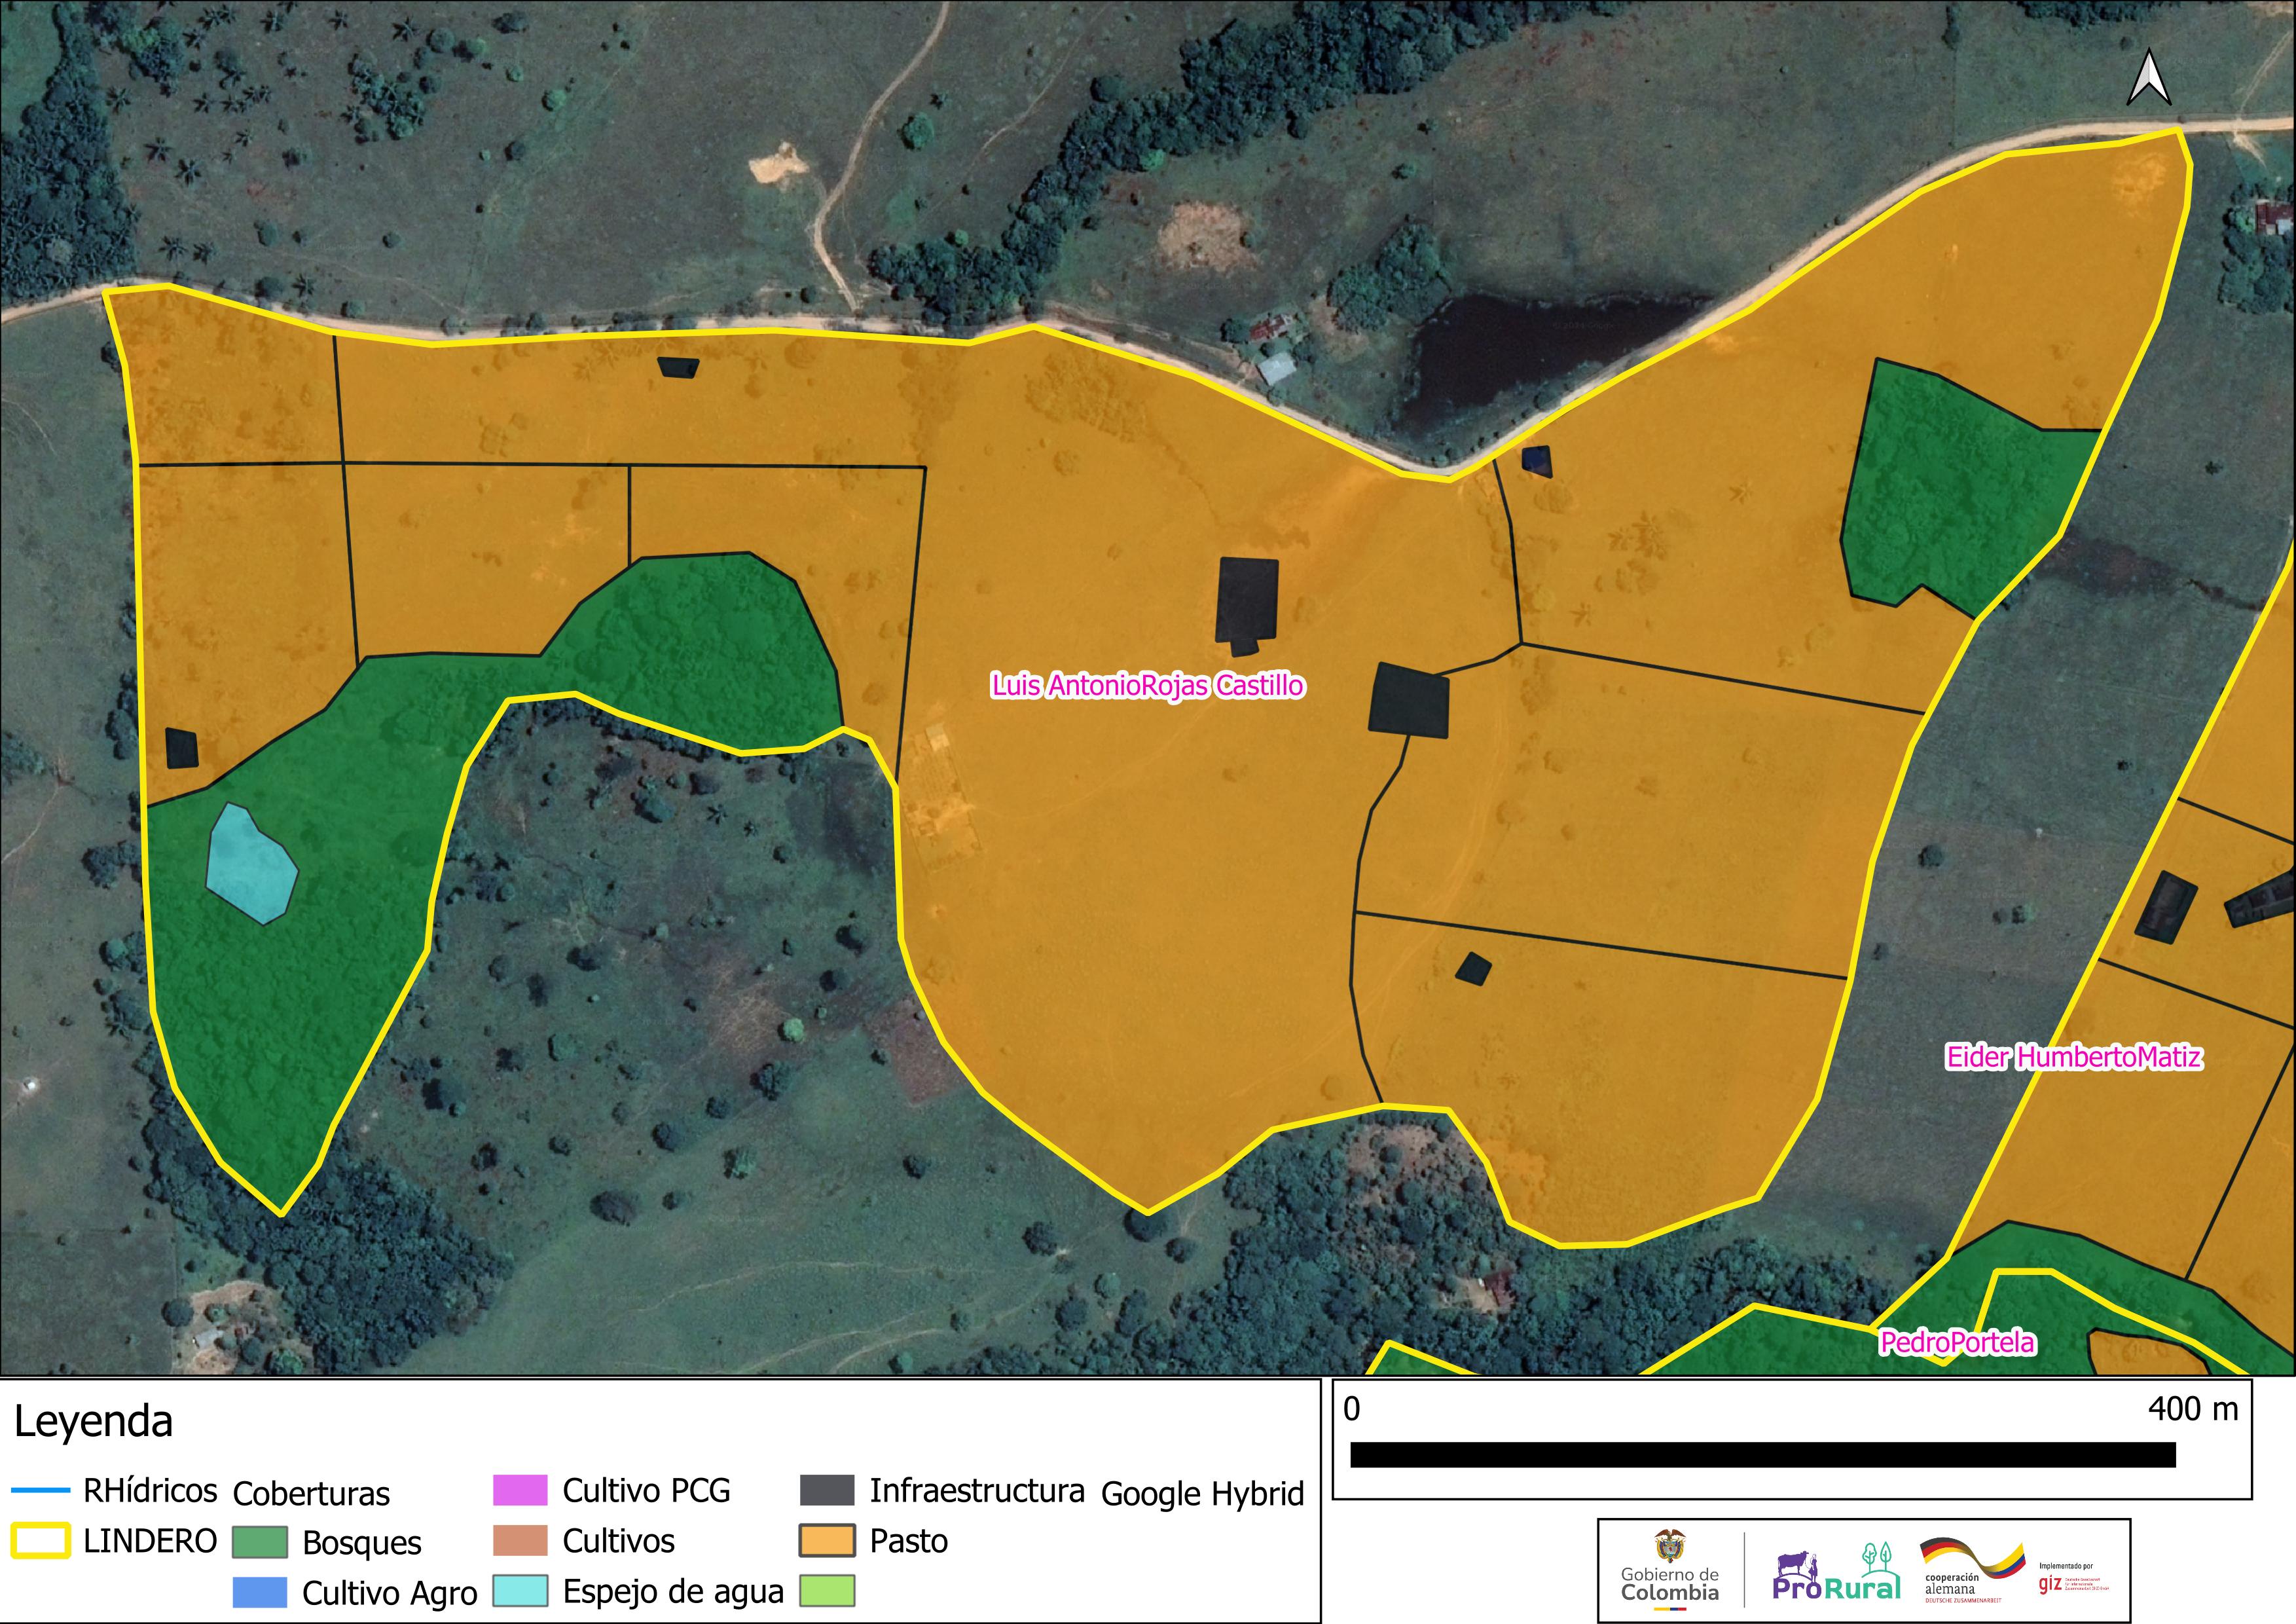 Luis AntonioRojas Castillo
Eider HumbertoMatiz
PedroPortela
Leyenda
RHídricos
LINDERO
Coberturas
Bosques
Cultivo Agro
Cultivo PCG
Cultivos
Espejo de agua
Infraestructura
Pasto
Google Hybrid
0 400 m
Gobierno de
Colombia
ProRural
cooperación
alemana
DEUTSCHE ZUSAMMENARBEIT
Implementado por
giz